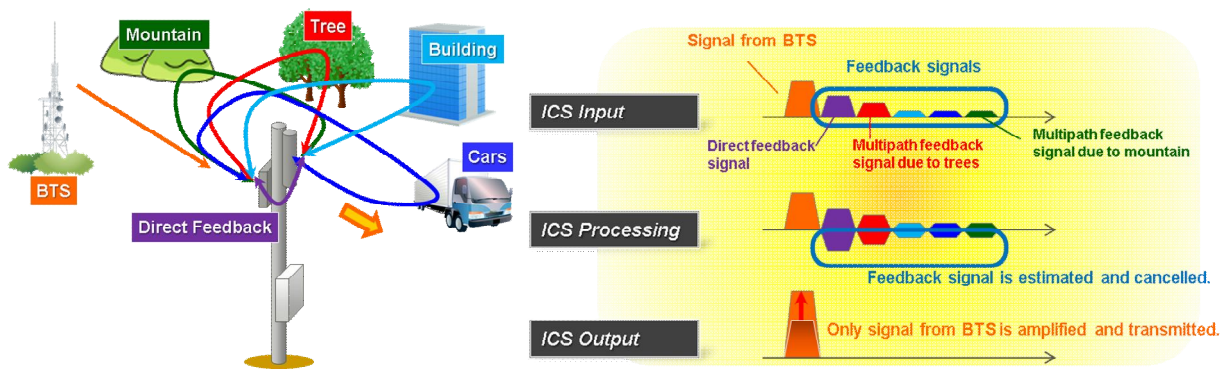 Mountain
Tree
Building
BTS
Cars
Direct Feedback
Signal from BTS
Feedback signals
ICS Input
Direct feedback
signal
Multipath feedback
signal due to trees
Multipath feedback
signal due to mountain
ICS Processing
Feedback signal is estimated and cancelled.
ICS Output
Only signal from BTS is amplified and transmitted.